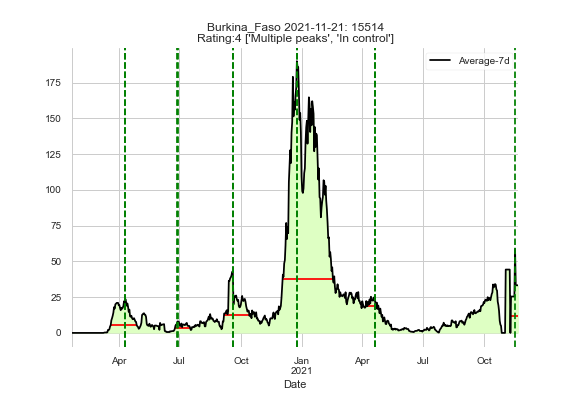 Burkina_Faso 2021-11-21: 15514
Rating:4 ['Multiple peaks', 'In control']
Average-7d
175
150
125
100
75
50
25
0
Apr
Jul
Oct
Jan
2021
Apr
Jul
Oct
Date